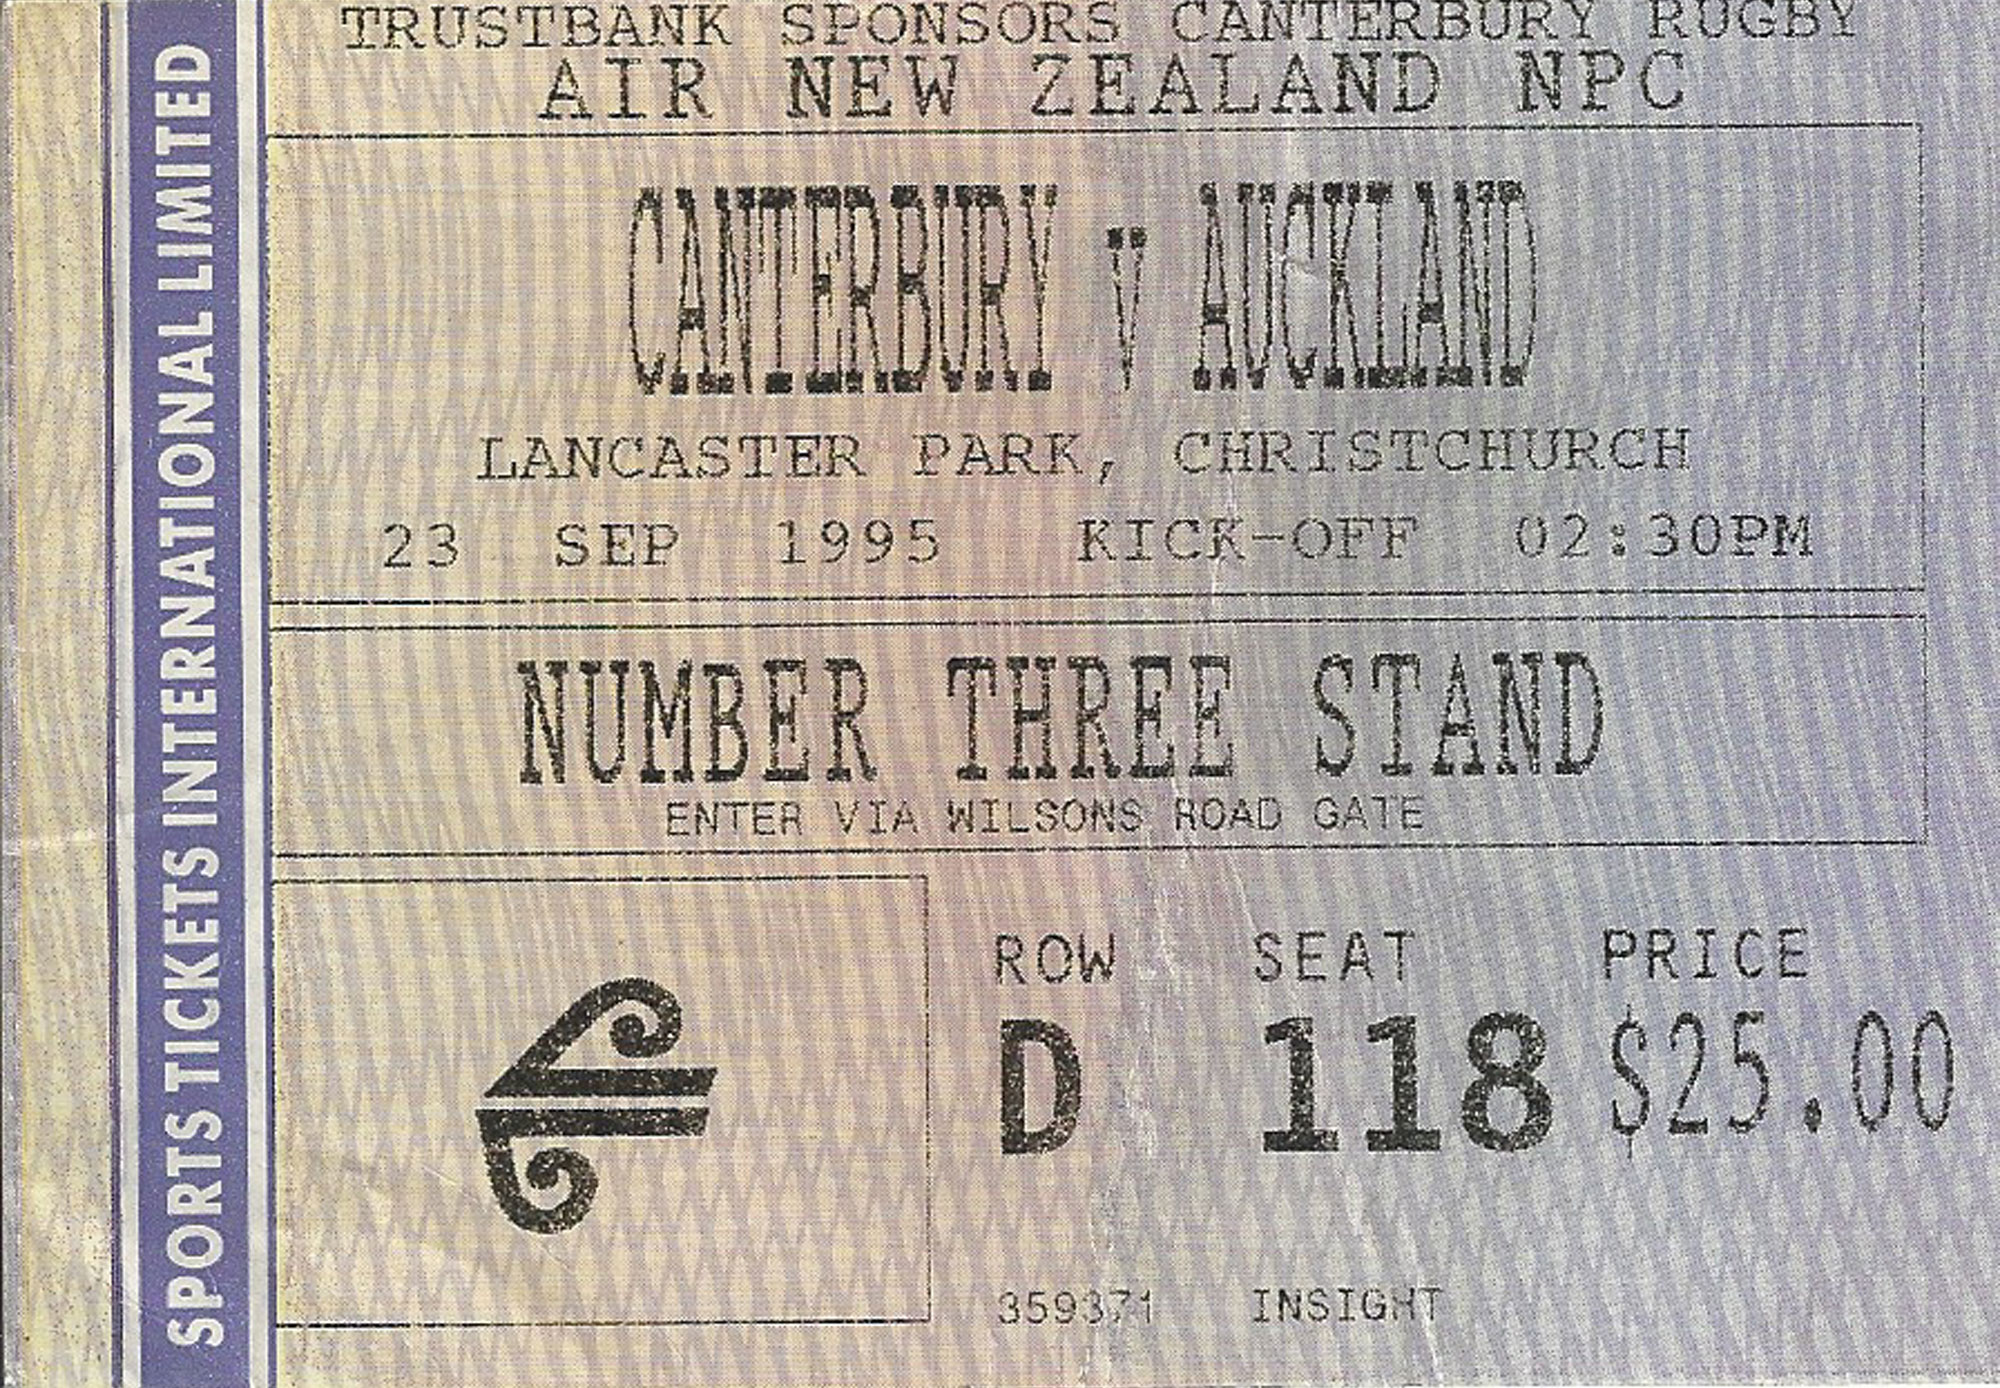 TRUSTBANK SPONSORS CANTERBURY RUGBY
AIR NEW ZEALAND NPC
CANTERBURY v AUCKLAND
LANCASTER PARK, CHRISTCHURCH
23 SEP 1995 KICK-OFF 02:30PM
NUMBER THREE STAND
ENTER VIA WILSONS ROAD GATE
ROW SEAT PRICE
D 118 $25.00
359371 INSIGHT
SPORTS TICKETS INTERNATIONAL LIMITED